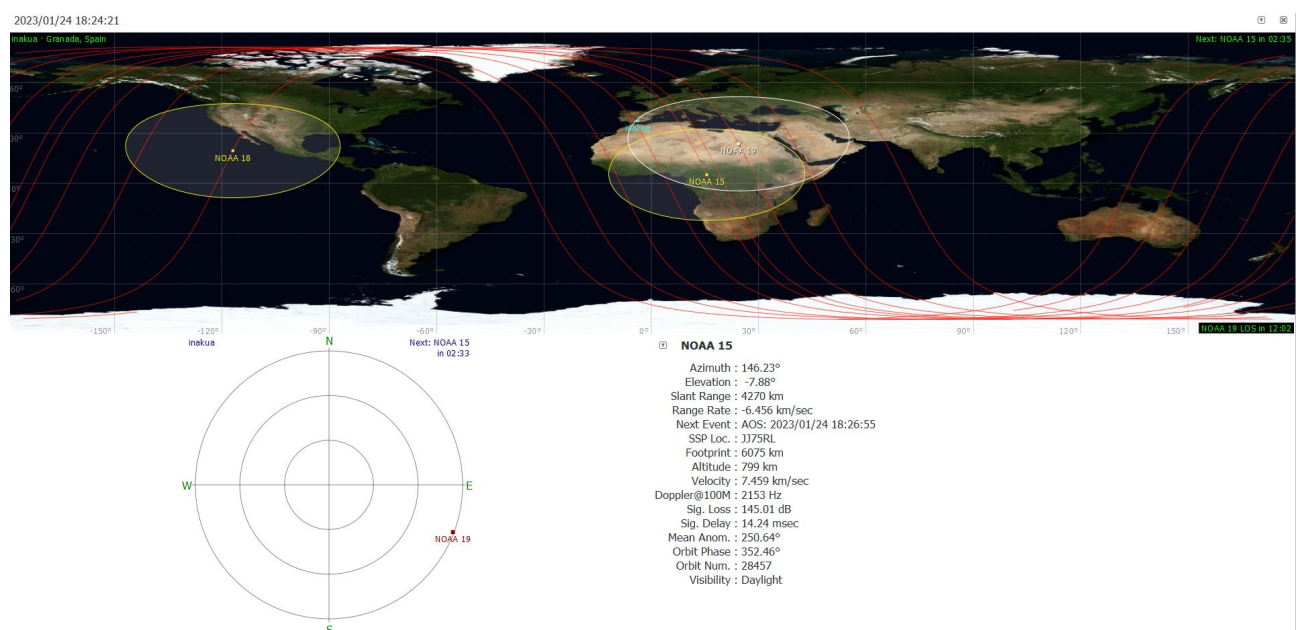 2023/01/24 18:24:21
inakua - Granada, Spain
Next: NOAA 15 in 02:35
60°
30°
0°
30°
60°
inakua
NOAA 18
NOAA 19
NOAA 15
-150° -120° -90° -60° -30° 0° 30° 60° 90° 120° 150°
NOAA 19 LOS in 12:02
inakua
Next: NOAA 15
in 02:33
N
W
E
S
NOAA 19
NOAA 15
Azimuth : 146.23°
Elevation : -7.88°
Slant Range : 4270 km
Range Rate : -6.456 km/sec
Next Event : AOS: 2023/01/24 18:26:55
SSP Loc. : JJ75RL
Footprint : 6075 km
Altitude : 799 km
Velocity : 7.459 km/sec
Doppler@100M : 2153 Hz
Sig. Loss : 145.01 dB
Sig. Delay : 14.24 msec
Mean Anom. : 250.64°
Orbit Phase : 352.46°
Orbit Num. : 28457
Visibility : Daylight